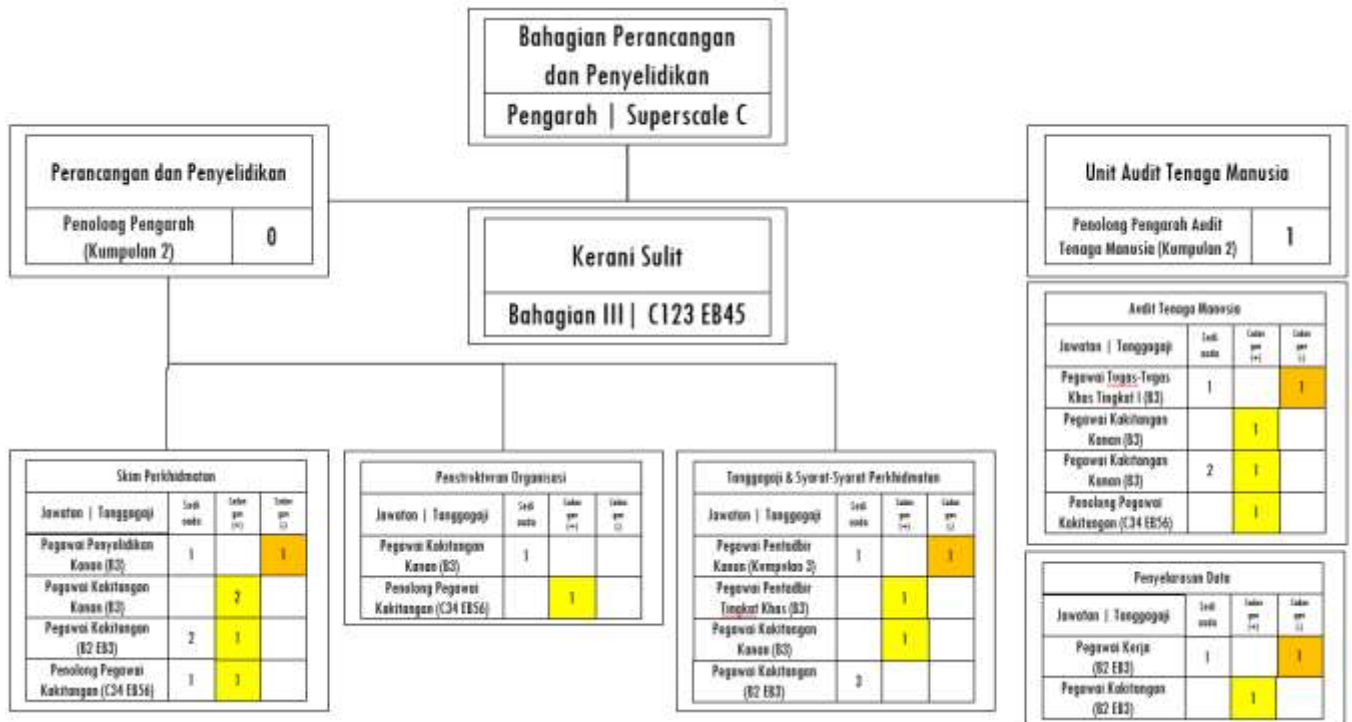 Bahagian Perancangan
dan Penyelidikan
Pengarah | Superscale C
Perancangan dan Penyelidikan
Penolong Pengarah
(Kumpulan 2)
0
Unit Audit Tenaga Manusia
Penolong Pengarah Audit
Tenaga Manusia (Kumpulan 2)
1
Kerani Sulit
Bahagian III | C123 EB45
Audit Tenaga Manusia
Jawatan | Tanggagaji
(+)
(-)
Pegawai Tugas-Tugas
Khas Tingkat I (B3)
1
1
Pegawai Kakitangan
Kanan (B3)
1
Pegawai Kakitangan
Kanan (B3)
2
1
Penolong Pegawai
Kakitangan (C34 EB56)
1
Skim Perkhidmatan
Jawatan | Tanggagaji
(+)
(-)
Pegawai Penyelidikan
Kanan (B3)
1
1
Pegawai Kakitangan
Kanan (B3)
2
Pegawai Kakitangan
(B2 EB3)
2
1
Penolong Pegawai
Kakitangan (C34 EB56)
1
Penstrukturan Organisasi
Jawatan | Tanggagaji
(+)
(-)
Pegawai Kakitangan
Kanan (B3)
1
Penolong Pegawai
Kakitangan (C34 EB56)
1
Tanggagaji & Syarat-Syarat Perkhidmatan
Jawatan | Tanggagaji
(+)
(-)
Pegawai Pentadbir
Kanan (Kumpulan 3)
1
1
Pegawai Pentadbir
Tingkat Khas (B3)
1
Pegawai Kakitangan
Kanan (B3)
1
Pegawai Kakitangan
(B2 EB3)
3
Penyelarasan Data
Jawatan | Tanggagaji
(+)
(-)
Pegawai Kerja
(B2 EB3)
1
1
Pegawai Kakitangan
(B2 EB3)
1